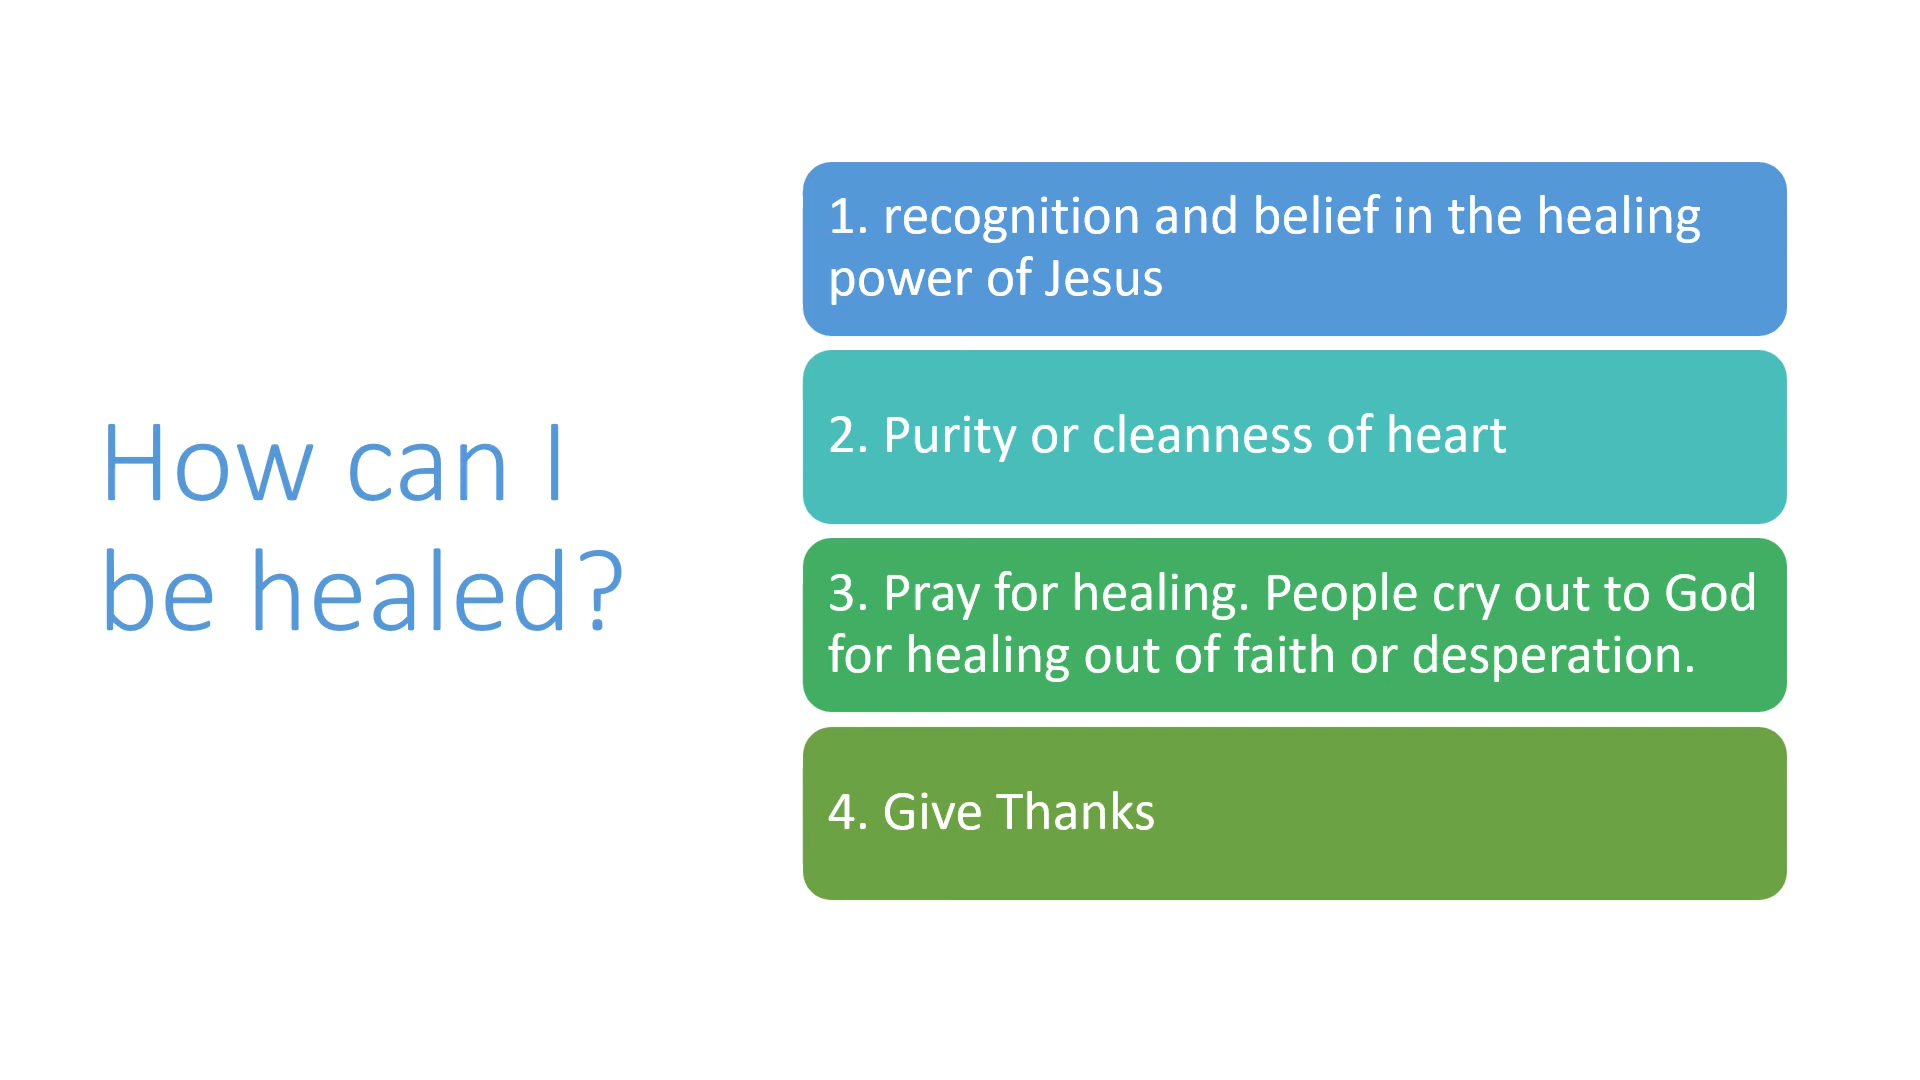 How can I
be healed?
1. recognition and belief in the healing
power of Jesus
2. Purity or cleanness of heart
3. Pray for healing. People cry out to God
for healing out of faith or desperation.
4. Give Thanks